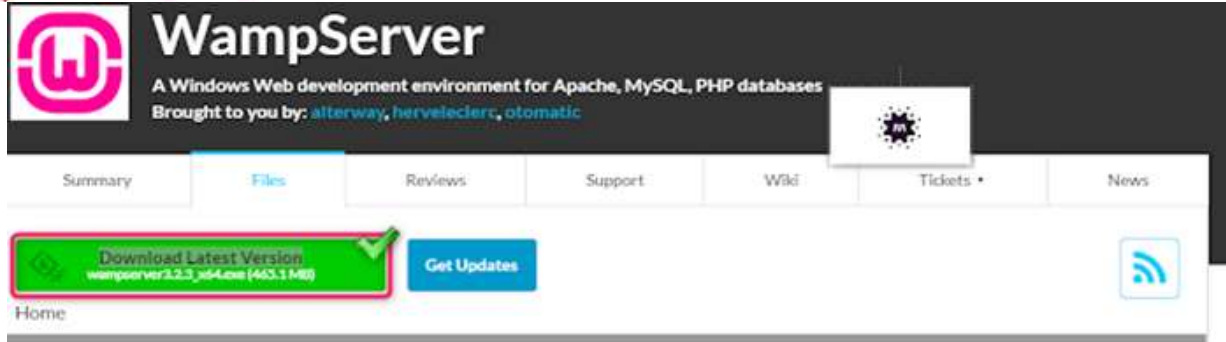 WampServer
A Windows Web development environment for Apache, MySQL, PHP databases
Brought to you by: alterway, herveleclerc, otomatic
Summary Files Reviews Support Wiki Tickets • News
Download Latest Version
wampserver3.2.3_x64.exe (463.1 MB)
Get Updates
Home